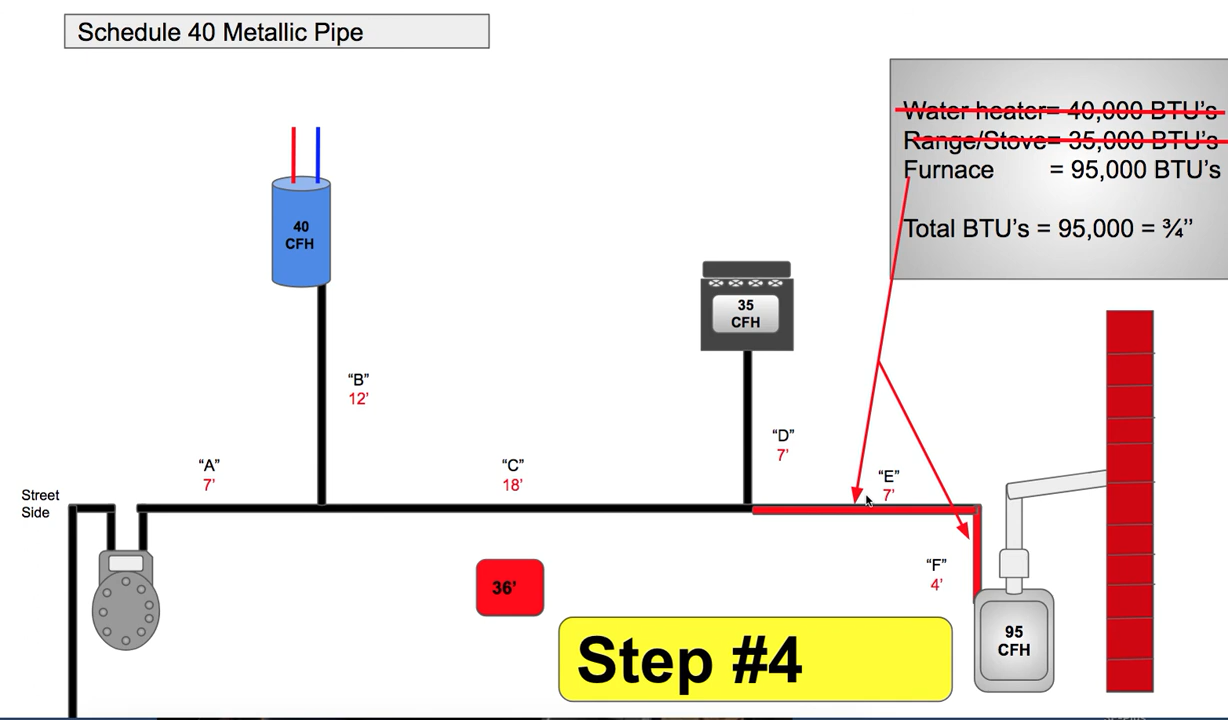 Schedule 40 Metallic Pipe
Water heater= 40,000 BTU's
Range/Stove= 35,000 BTU's
Furnace = 95,000 BTU's
Total BTU's = 95,000 = ¾”
40
CFH
35
CFH
“B”
12'
“D”
7'
“A”
7'
“C”
18'
“E”
7'
Street
Side
“F”
4'
36'
Step #4
95
CFH